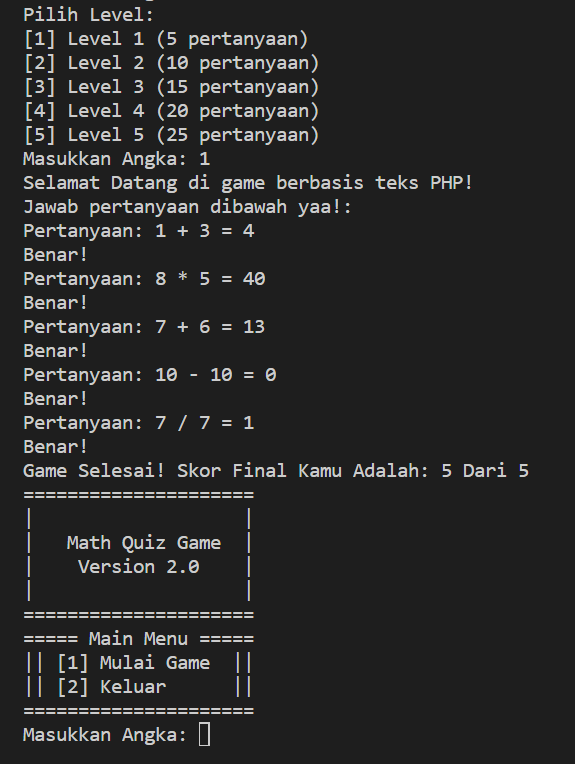 Pilih Level:
[1] Level 1 (5 pertanyaan)
[2] Level 2 (10 pertanyaan)
[3] Level 3 (15 pertanyaan)
[4] Level 4 (20 pertanyaan)
[5] Level 5 (25 pertanyaan)
Masukkan Angka: 1
Selamat Datang di game berbasis teks PHP!
Jawab pertanyaan dibawah yaa!:
Pertanyaan: 1 + 3 = 4
Benar!
Pertanyaan: 8 * 5 = 40
Benar!
Pertanyaan: 7 + 6 = 13
Benar!
Pertanyaan: 10 - 10 = 0
Benar!
Pertanyaan: 7 / 7 = 1
Benar!
Game Selesai! Skor Final Kamu Adalah: 5 Dari 5
=====================
|                   |
|   Math Quiz Game  |
|    Version 2.0    |
|                   |
=====================
===== Main Menu =====
|| [1] Mulai Game  ||
|| [2] Keluar      ||
=====================
Masukkan Angka: